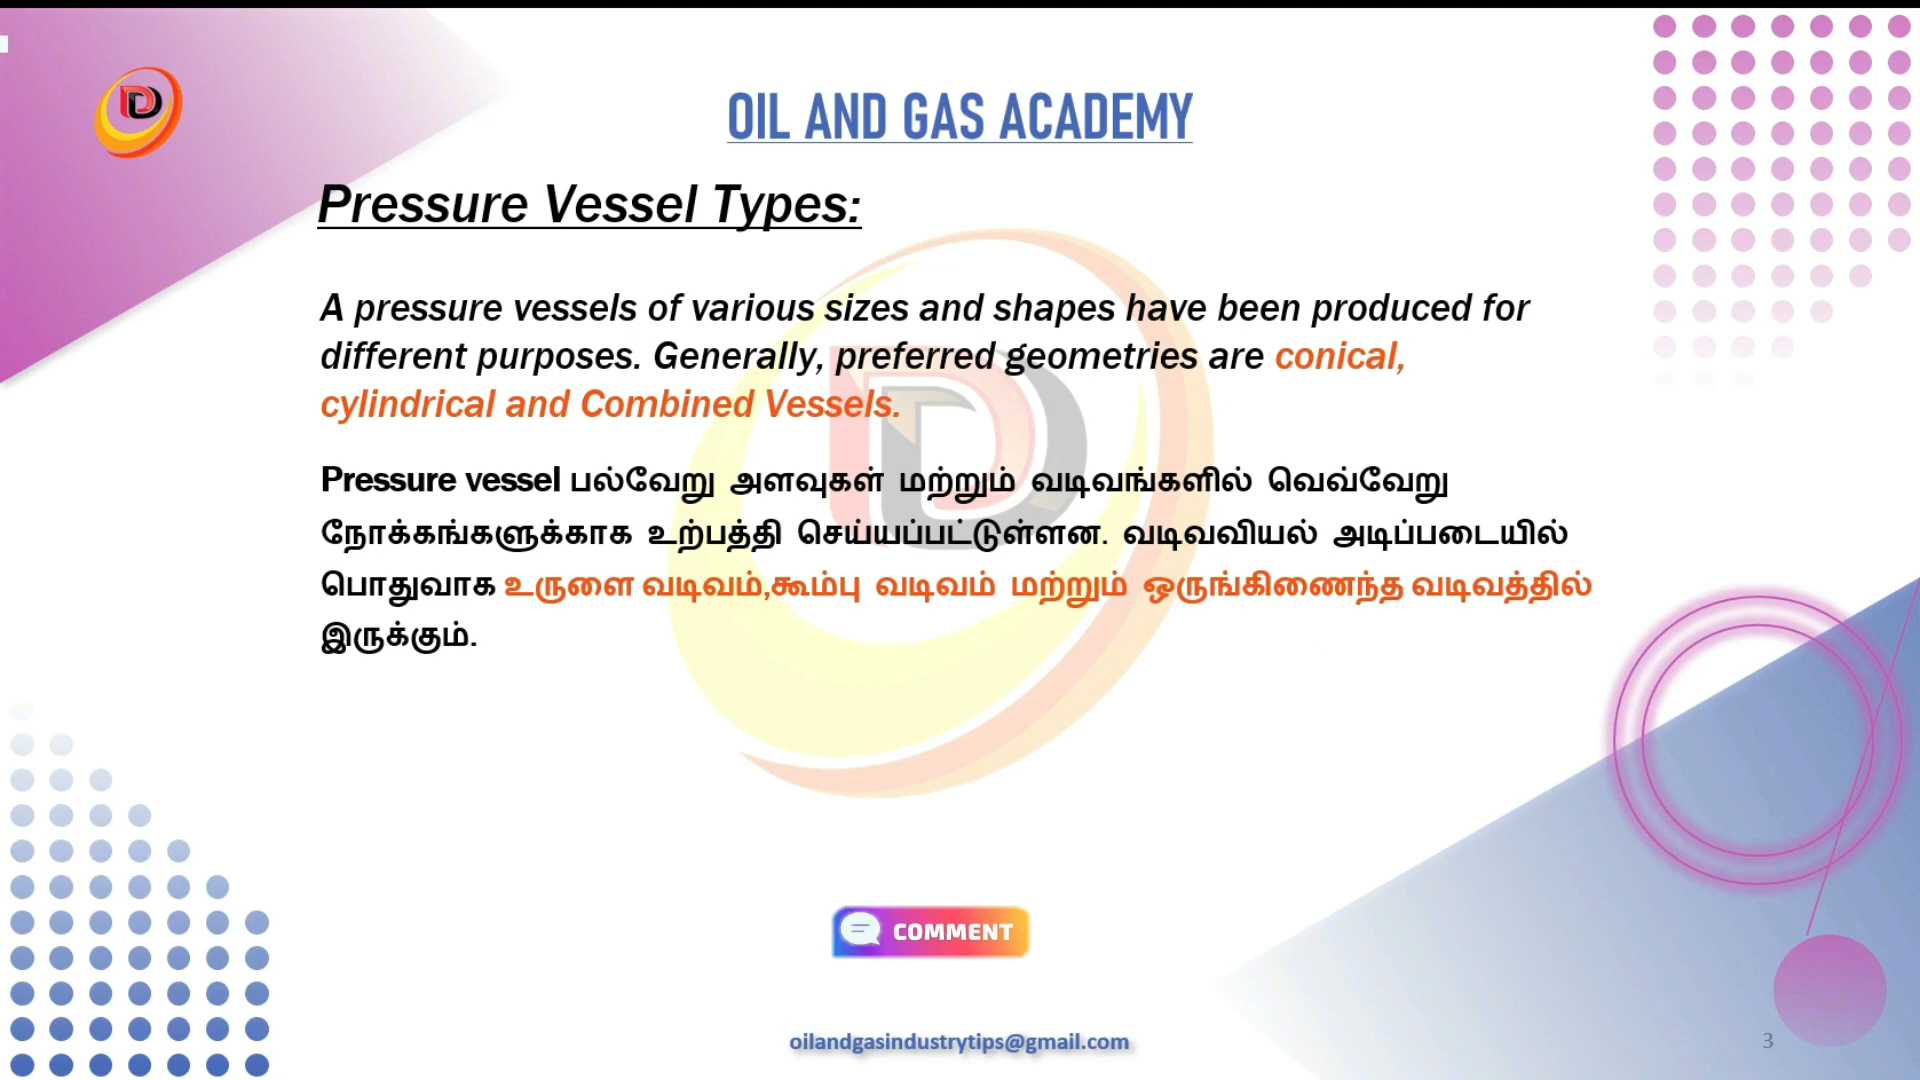 OIL AND GAS ACADEMY
Pressure Vessel Types:
A pressure vessels of various sizes and shapes have been produced for
different purposes. Generally, preferred geometries are conical,
cylindrical and Combined Vessels.
Pressure vessel பல்வேறு அளவுகள் மற்றும் வடிவங்களில் வெவ்வேறு
நோக்கங்களுக்காக உற்பத்தி செய்யப்பட்டுள்ளன. வடிவவியல் அடிப்படையில்
பொதுவாக உருளை வடிவம்,கூம்பு வடிவம் மற்றும் ஒருங்கிணைந்த வடிவத்தில்
இருக்கும்.
COMMENT
oilandgasindustrytips@gmail.com
3